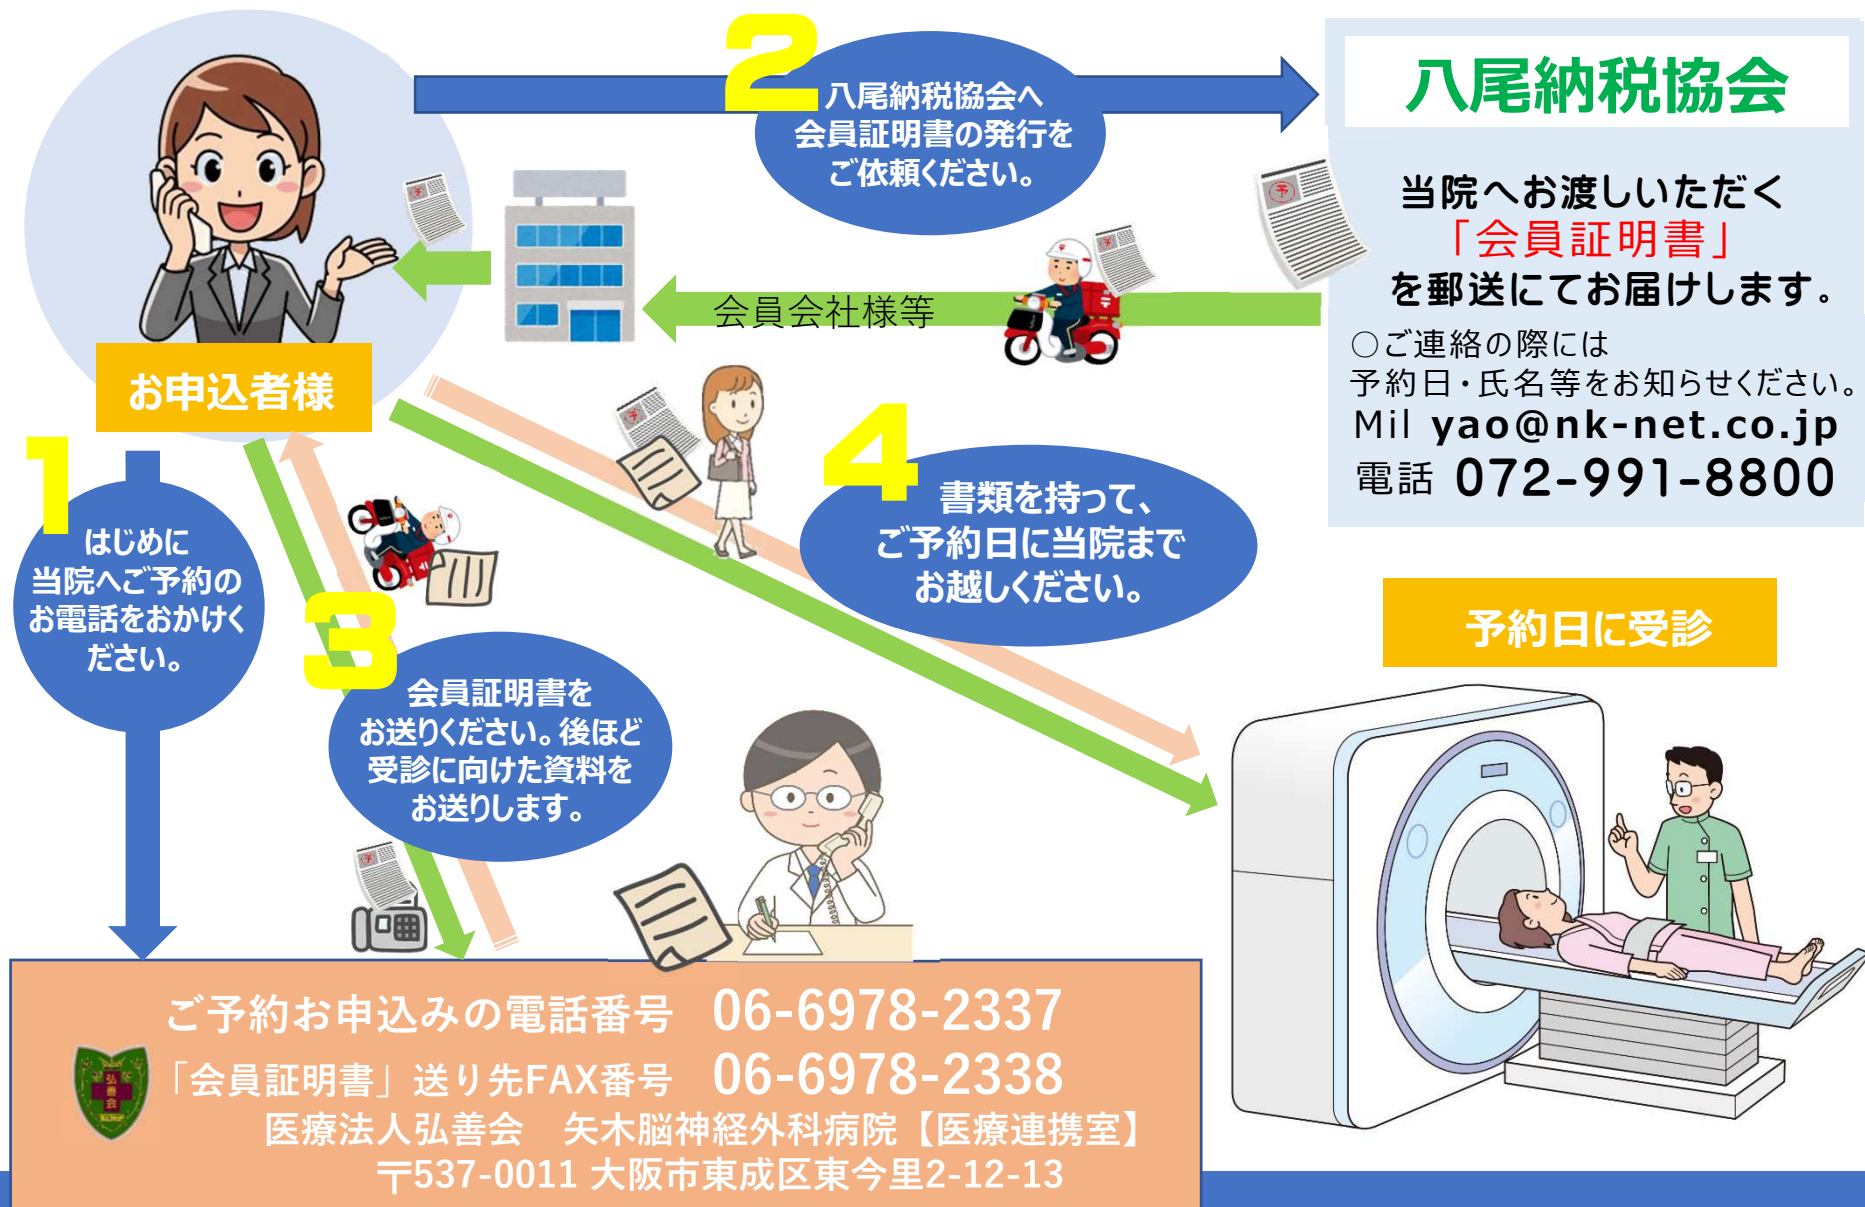 2
八尾納税協会へ
会員証明書の発行を
ご依頼ください。
八尾納税協会
当院へお渡しいただく
「会員証明書」
を郵送にてお届けします。
○ご連絡の際には
予約日・氏名等をお知らせください。
Mil yao@nk-net.co.jp
電話 072-991-8800
会員会社様等
お申込者様
1
はじめに
当院へご予約の
お電話をおかけく
ださい。
4
書類を持って、
ご予約日に当院まで
お越しください。
3
会員証明書を
お送りください。後ほど
受診に向けた資料を
お送りします。
予約日に受診
ご予約お申込みの電話番号 06-6978-2337
「会員証明書」送り先FAX番号 06-6978-2338
医療法人弘善会 矢木脳神経外科病院【医療連携室】
〒537-0011 大阪市東成区東今里2-12-13
弘善会